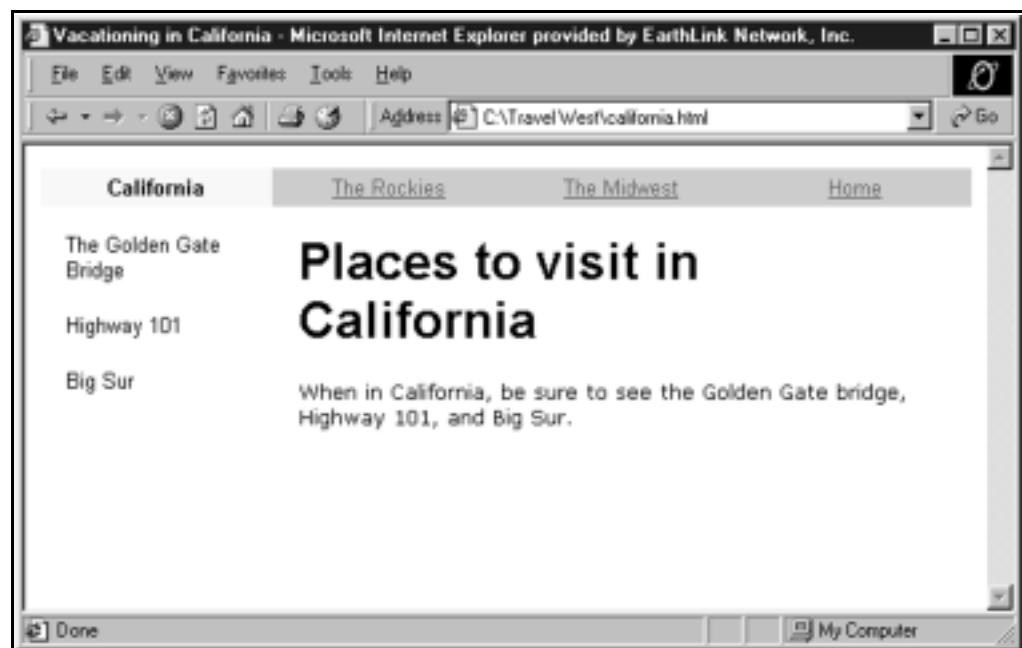 Vacationing in California - Microsoft Internet Explorer provided by EarthLink Network, Inc.
File Edit View Favorites Tools Help
Address C:\Travel West\california.html Go
California The Rockies The Midwest Home
The Golden Gate
Bridge
Highway 101
Big Sur
Places to visit in
California
When in California, be sure to see the Golden Gate bridge,
Highway 101, and Big Sur.
Done My Computer